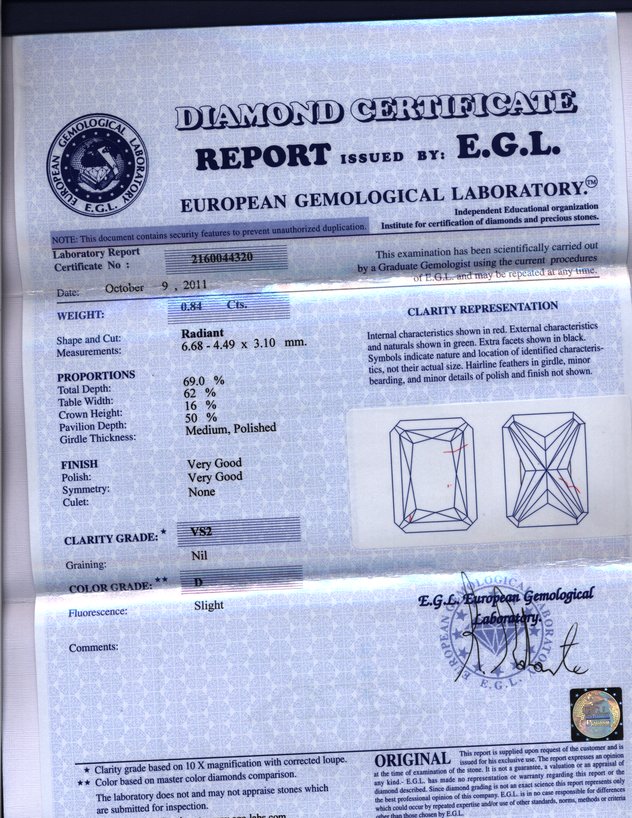 EUROPEAN GEMOLOGICAL LABORATORY
E.G.L.
DIAMOND CERTIFICATE
REPORT ISSUED BY: E.G.L.
EUROPEAN GEMOLOGICAL LABORATORY.™
Independent Educational organization
Institute for certification of diamonds and precious stones.
NOTE: This document contains security features to prevent unauthorized duplication.
Laboratory Report
Certificate No : 2160044320
This examination has been scientifically carried out
by a Graduate Gemologist using the current procedures
of E.G.L. and may be repeated at any time.
Date: October 9 , 2011
WEIGHT: 0.84 Cts.
Shape and Cut: Radiant
Measurements: 6.68 - 4.49 x 3.10 mm.
PROPORTIONS
Total Depth: 69.0 %
Table Width: 62 %
Crown Height: 16 %
Pavilion Depth: 50 %
Girdle Thickness: Medium, Polished
FINISH
Polish: Very Good
Symmetry: Very Good
Culet: None
CLARITY GRADE: * VS2
Graining: Nil
COLOR GRADE: ** D
Fluorescence: Slight
Comments:
CLARITY REPRESENTATION
Internal characteristics shown in red. External characteristics
and naturals shown in green. Extra facets shown in black.
Symbols indicate nature and location of identified characteris-
tics, not their actual size. Hairline feathers in girdle, minor
bearding, and minor details of polish and finish not shown.
E.G.L. European Gemological
Laboratory.
E.G.L.
* Clarity grade based on 10 X magnification with corrected loupe.
** Color based on master color diamonds comparison.
The laboratory does not and may not appraise stones which
are submitted for inspection.
ORIGINAL This report is supplied upon request of the customer and is
issued for his exclusive use. The report expresses an opinion
at the time of examination of the stone. It is not a guarantee, a valuation or an appraisal of
any kind.- E.G.L. has made no representation or warranty regarding this report or the
diamond described. Since diamond grading is not an exact science this report represents only
the best professional opinion of this company. E.G.L. is in no case responsible for differences
which could occur by repeated expertise and/or use of other standards, norms, methods or criteria
other than those chosen by E.G.L.